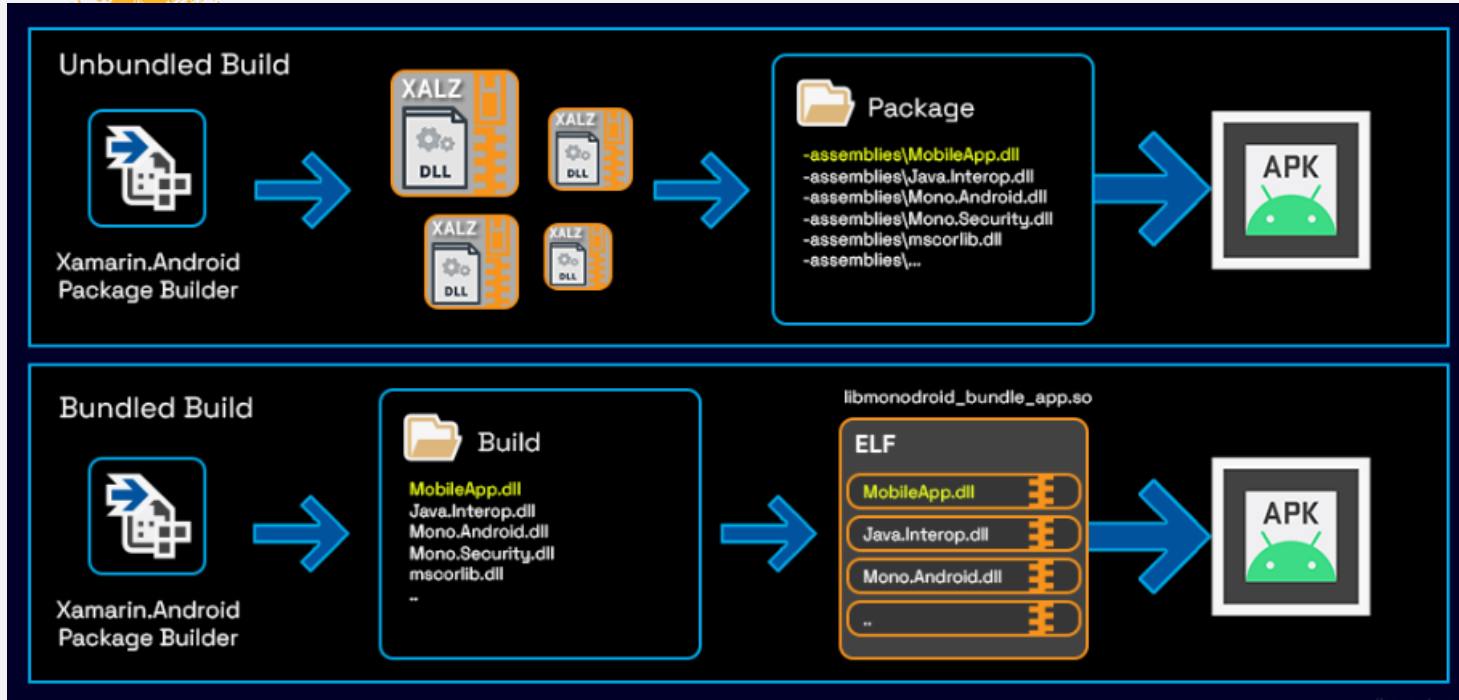 Unbundled Build
Xamarin.Android
Package Builder
XALZ
DLL
XALZ
DLL
XALZ
DLL
XALZ
DLL
Package
-assemblies\MobileApp.dll
-assemblies\Java.Interop.dll
-assemblies\Mono.Android.dll
-assemblies\Mono.Security.dll
-assemblies\mscorlib.dll
-assemblies\...
APK
Bundled Build
Xamarin.Android
Package Builder
Build
MobileApp.dll
Java.Interop.dll
Mono.Android.dll
Mono.Security.dll
mscorlib.dll
..
libmonodroid_bundle_app.so
ELF
MobileApp.dll
Java.Interop.dll
Mono.Android.dll
..
APK